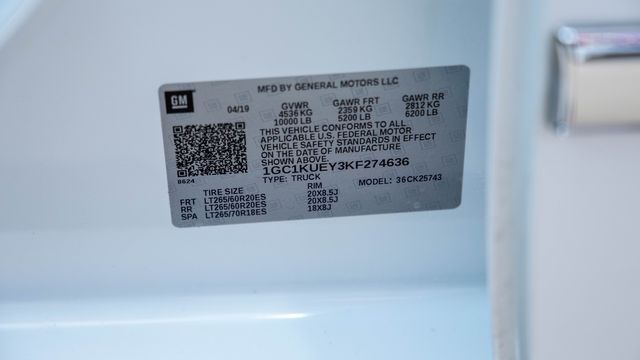 MFD BY GENERAL MOTORS LLC
GM
04/19 GVWR GAWR FRT GAWR RR
4536 KG 2359 KG 2812 KG
10000 LB 5200 LB 6200 LB
THIS VEHICLE CONFORMS TO ALL
APPLICABLE U.S. FEDERAL MOTOR
VEHICLE SAFETY STANDARDS IN EFFECT
ON THE DATE OF MANUFACTURE
SHOWN ABOVE.
1GC1KUEY3KF274636
8624
TYPE: TRUCK MODEL: 36CK25743
TIRE SIZE RIM
FRT LT265/60R20ES 20X8.5J
RR LT265/60R20ES 20X8.5J
SPA LT265/70R18ES 18X8J